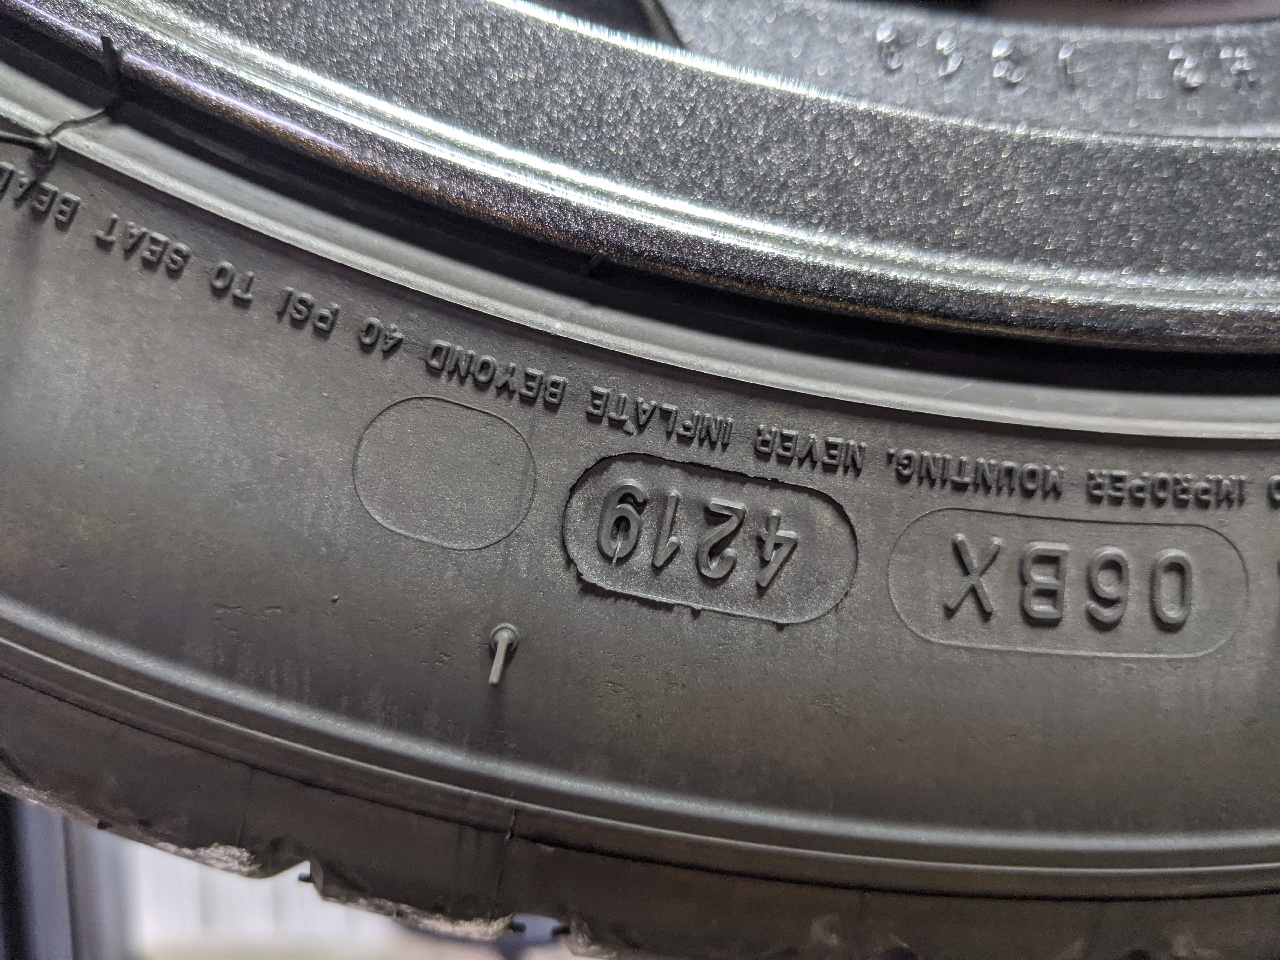 06BX 4219
IMPROPER MOUNTING. NEVER INFLATE BEYOND 40 PSI TO SEAT BEAD